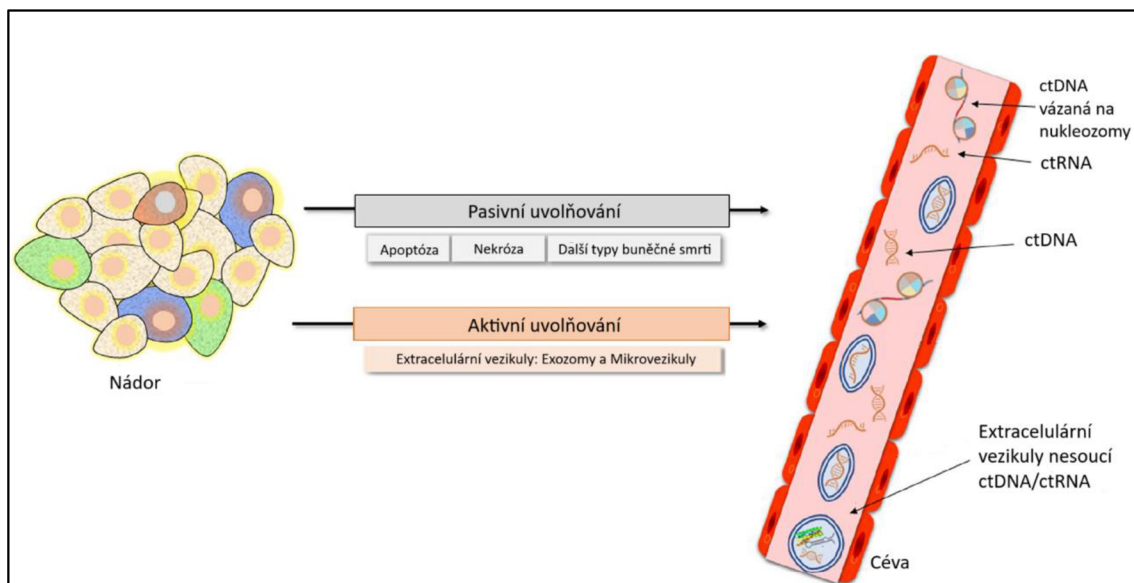 Nádor
Pasivní uvolňování
Apoptóza
Nekróza
Další typy buněčné smrti
Aktivní uvolňování
Extracelulární vezikuly: Exozomy a Mikrovezikuly
ctDNA
vázaná na
nukleozomy
ctRNA
ctDNA
Extracelulární
vezikuly nesoucí
ctDNA/ctRNA
Céva